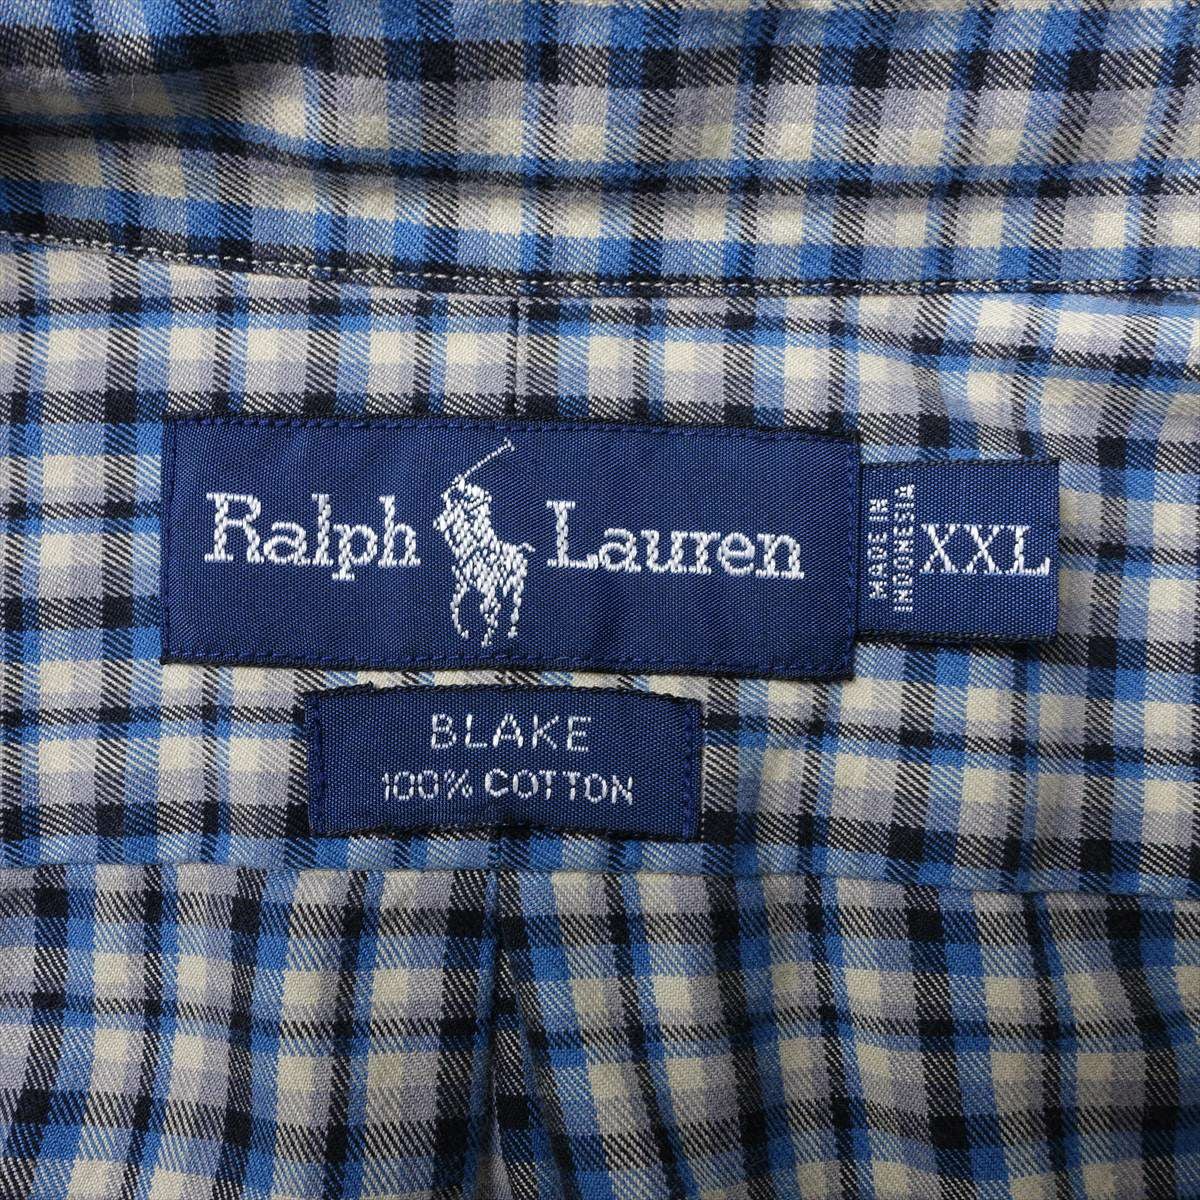 Ralph Lauren
MADE IN
INDONESIA
XXL
BLAKE
100% COTTON